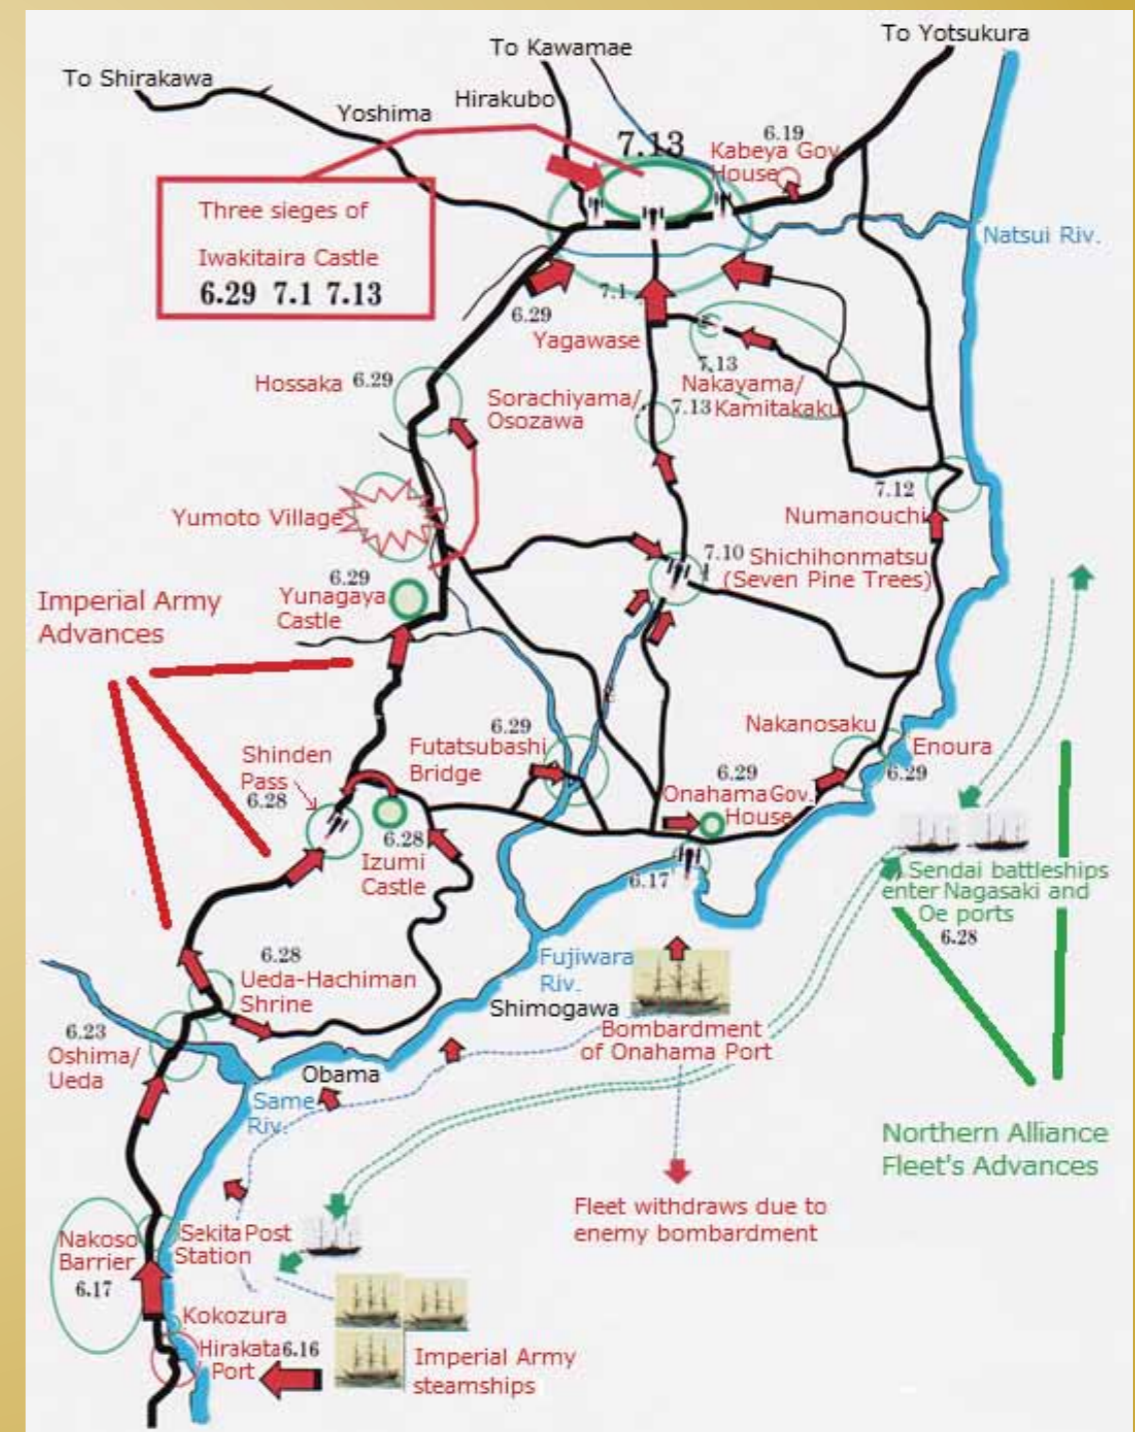 To Yotsukura
To Kawamae
To Shirakawa
Hirakubo
Yoshima
7.13
6.19
Kabeya Gov
House
Three sieges of
Iwakitaira Castle
6.29 7.1 7.13
Natsui Riv.
7.1
6.29
Yagawase
7.13
Nakayama/
Kamitakaku
Hossaka 6.29
Sorachiyama/
Osozawa
7.13
7.12
Numanouchi
Yumoto Village
7.10 Shichihonmatsu
(Seven Pine Trees)
6.29
Yunagaya
Castle
Imperial Army
Advances
6.29
Futatsubashi
Bridge
Nakanosaku
Enoura
6.29
Shinden
Pass
6.28
6.29
Onahama Gov.
House
6.28
Izumi
Castle
6.17
Sendai battleships
enter Nagasaki and
Oe ports
6.28
6.28
Ueda-Hachiman
Shrine
Fujiwara
Riv.
Shimogawa
Bombardment
of Onahama Port
6.23
Oshima/
Ueda
Obama
Same
Riv.
Northern Alliance
Fleet's Advances
Fleet withdraws due to
enemy bombardment
Nakoso
Barrier
6.17
Sekita Post
Station
Kokozura
Hirakata 6.16
Port
Imperial Army
steamships